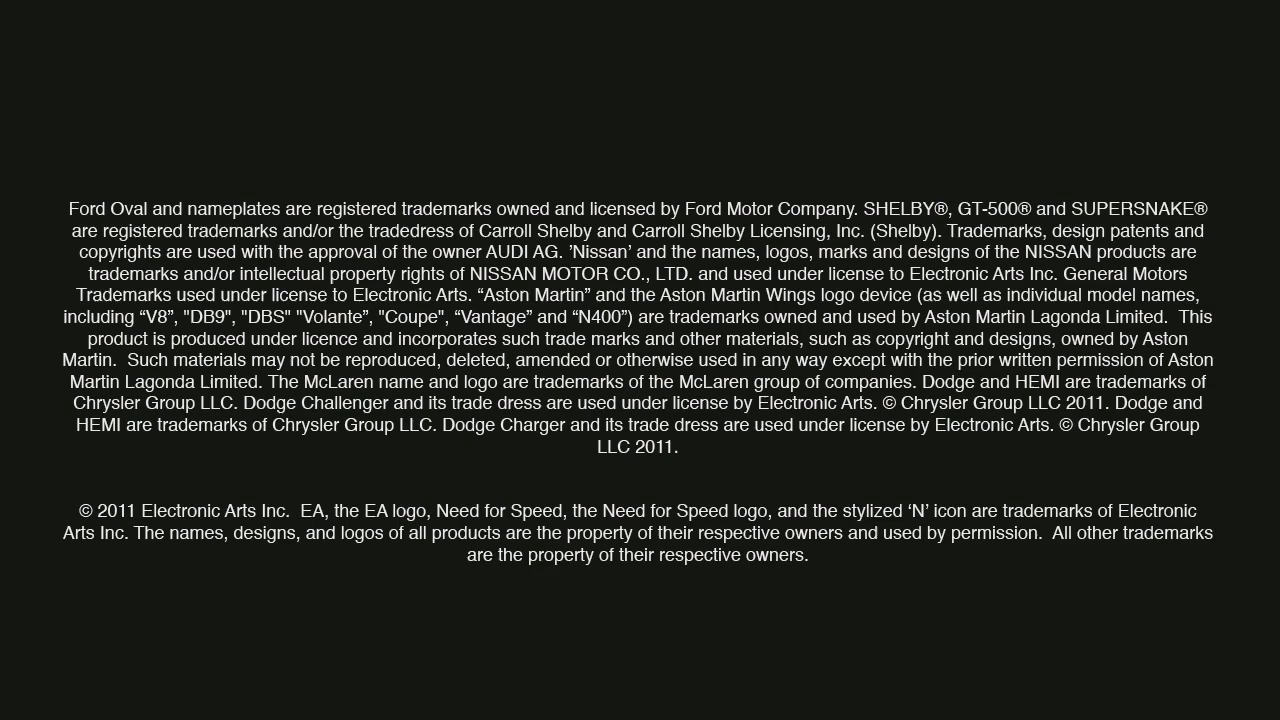 Ford Oval and nameplates are registered trademarks owned and licensed by Ford Motor Company. SHELBY®, GT-500® and SUPERSNAKE®
are registered trademarks and/or the tradedress of Carroll Shelby and Carroll Shelby Licensing, Inc. (Shelby). Trademarks, design patents and
copyrights are used with the approval of the owner AUDI AG. ’Nissan’ and the names, logos, marks and designs of the NISSAN products are
trademarks and/or intellectual property rights of NISSAN MOTOR CO., LTD. and used under license to Electronic Arts Inc. General Motors
Trademarks used under license to Electronic Arts. “Aston Martin” and the Aston Martin Wings logo device (as well as individual model names,
including “V8”, "DB9", "DBS" "Volante”, "Coupe", “Vantage” and “N400”) are trademarks owned and used by Aston Martin Lagonda Limited.  This
product is produced under licence and incorporates such trade marks and other materials, such as copyright and designs, owned by Aston
Martin.  Such materials may not be reproduced, deleted, amended or otherwise used in any way except with the prior written permission of Aston
Martin Lagonda Limited. The McLaren name and logo are trademarks of the McLaren group of companies. Dodge and HEMI are trademarks of
Chrysler Group LLC. Dodge Challenger and its trade dress are used under license by Electronic Arts. © Chrysler Group LLC 2011. Dodge and
HEMI are trademarks of Chrysler Group LLC. Dodge Charger and its trade dress are used under license by Electronic Arts. © Chrysler Group
LLC 2011.
© 2011 Electronic Arts Inc.  EA, the EA logo, Need for Speed, the Need for Speed logo, and the stylized ‘N’ icon are trademarks of Electronic
Arts Inc. The names, designs, and logos of all products are the property of their respective owners and used by permission.  All other trademarks
are the property of their respective owners.